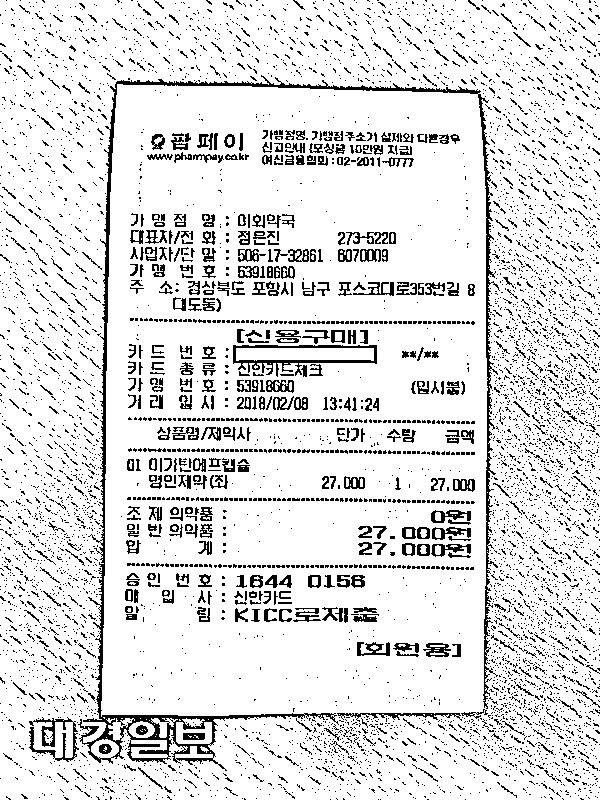 팜페이
www.pharmpay.co.kr
가맹점명, 가맹점주소가 실제와 다른경우
신고안내 (포상금 10만원 지급)
여신금융협회 : 02-2011-0777
가 맹 점 명 : 이화약국
대표자/전 화 : 정은진 273-5220
사업자/단 말 : 506-17-32861 6070009
가 맹 번 호 : 53918660
주 소: 경상북도 포항시 남구 포스코대로353번길 8
대도동)
[신용구매]
카 드 번 호 : **/**
카 드 종 류 : 신한카드체크
가 맹 번 호 : 53918660 (일시불)
거 래 일 시 : 2018/02/08 13:41:24
상품명/제약사 단가 수량 금액
01 이가탄에프캡슐
명인제약(주) 27,000 1 27,000
조 제 의약품 : 0원
일 반 의약품 : 27,000원
합 계 : 27,000원
승 인 번 호 : 1644 0156
매 입 사 : 신한카드
알 림 : KICC로제출
[회원용]
대경일보